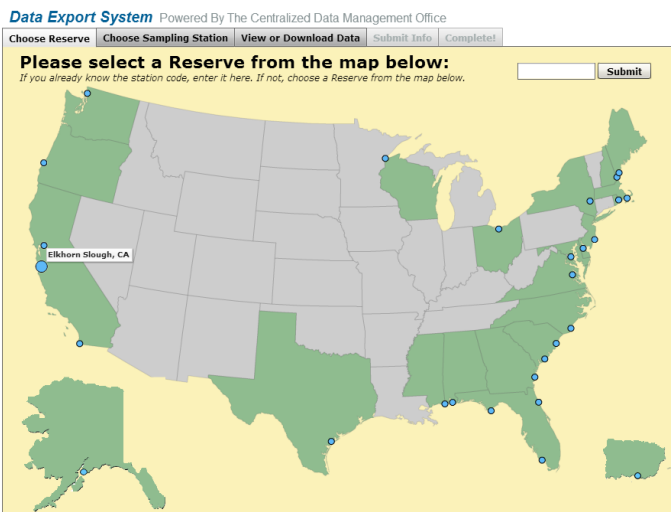 Data Export System Powered By The Centralized Data Management Office
Choose Reserve Choose Sampling Station View or Download Data Submit Info Complete!
Please select a Reserve from the map below:
If you already know the station code, enter it here. If not, choose a Reserve from the map below.
Submit
Elkhorn Slough, CA